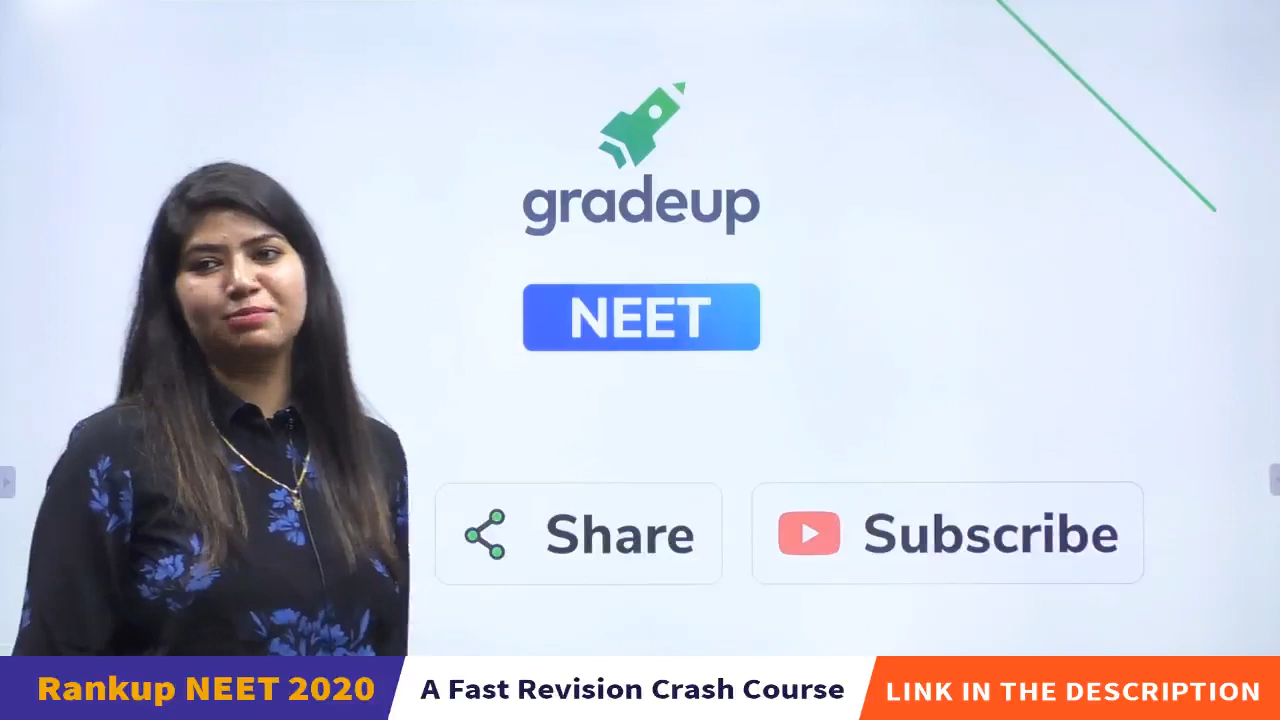 gradeup
NEET
Share
Subscribe
Rankup NEET 2020
A Fast Revision Crash Course
LINK IN THE DESCRIPTION